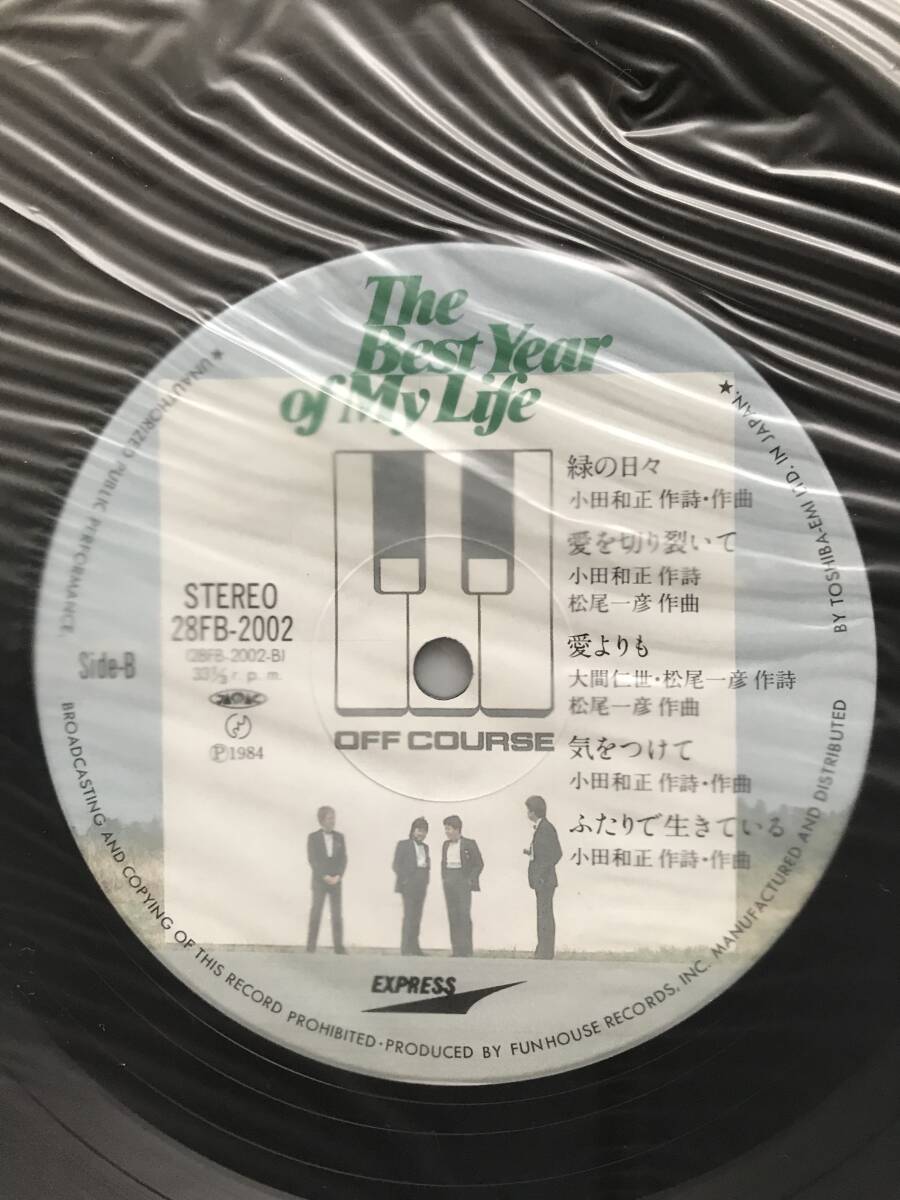 The
Best Year
of My Life
緑の日々
小田和正 作詩・作曲
愛を切り裂いて
小田和正 作詩
松尾一彦 作曲
愛よりも
大間仁世・松尾一彦 作詩
松尾一彦 作曲
気をつけて
小田和正 作詩・作曲
ふたりで生きている
小田和正 作詩・作曲
STEREO
28FB-2002
(28FB-2002-B)
33⅓ r.p.m.
Side-B
Ⓟ1984
OFF COURSE
EXPRESS
★UNAUTHORIZED PUBLIC PERFORMANCE, BROADCASTING AND COPYING OF THIS RECORD PROHIBITED・PRODUCED BY FUNHOUSE RECORDS, INC. MANUFACTURED AND DISTRIBUTED BY TOSHIBA-EMI LTD. IN JAPAN.★